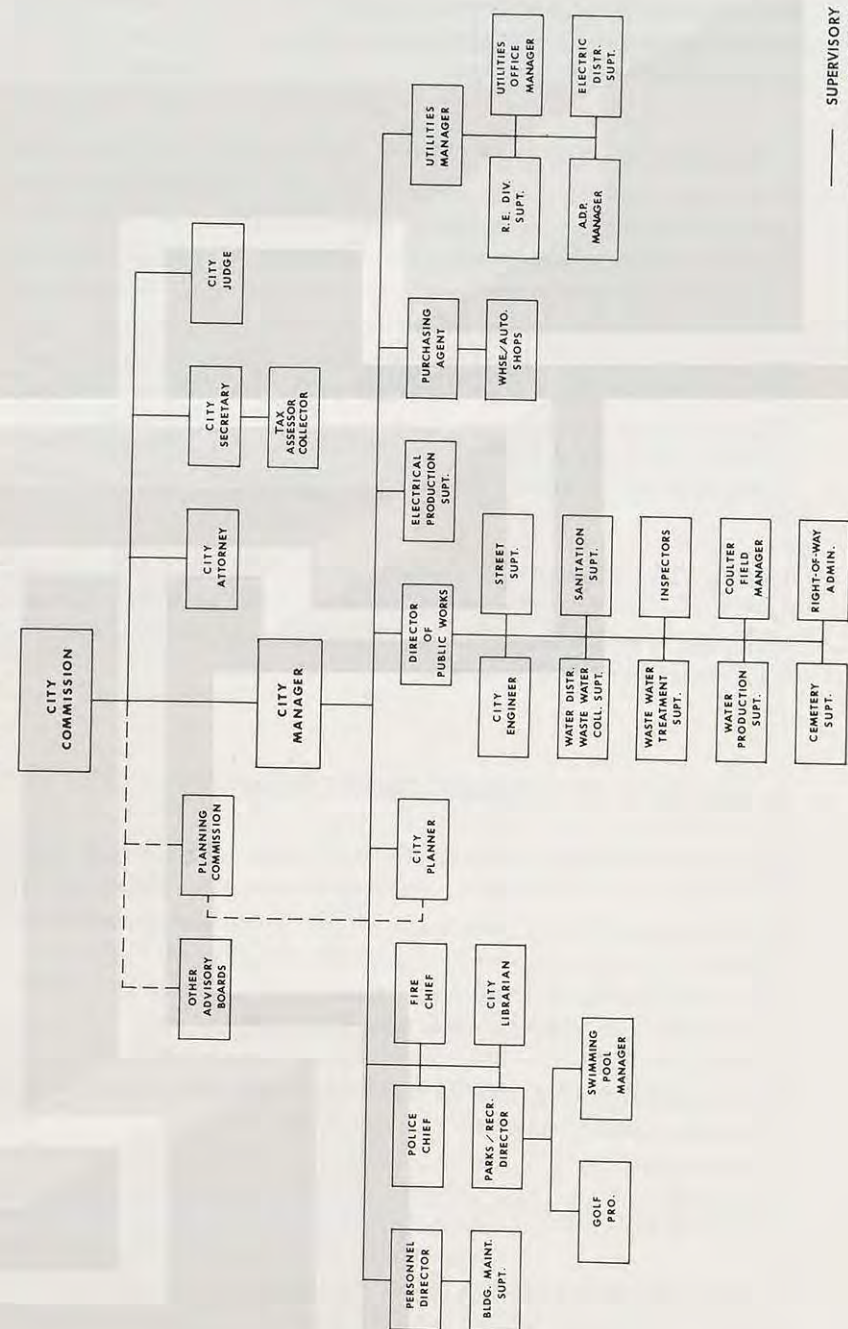 CITY
COMMISSION
OTHER
ADVISORY
BOARDS
PLANNING
COMMISSION
CITY
ATTORNEY
CITY
SECRETARY
CITY
JUDGE
TAX
ASSESSOR
COLLECTOR
CITY
MANAGER
PERSONNEL
DIRECTOR
BLDG. MAINT.
SUPT.
POLICE
CHIEF
FIRE
CHIEF
PARKS / RECR.
DIRECTOR
CITY
LIBRARIAN
GOLF
PRO.
SWIMMING
POOL
MANAGER
CITY
PLANNER
DIRECTOR
OF
PUBLIC WORKS
CITY
ENGINEER
STREET
SUPT.
WATER DISTR.
WASTE WATER
COLL. SUPT.
SANITATION
SUPT.
WASTE WATER
TREATMENT
SUPT.
INSPECTORS
WATER
PRODUCTION
SUPT.
COULTER
FIELD
MANAGER
CEMETERY
SUPT.
RIGHT-OF-WAY
ADMIN.
ELECTRICAL
PRODUCTION
SUPT.
PURCHASING
AGENT
WHSE/AUTO.
SHOPS
UTILITIES
MANAGER
R.E. DIV.
SUPT.
UTILITIES
OFFICE
MANAGER
A.D.P.
MANAGER
ELECTRIC
DISTR.
SUPT.
SUPERVISORY